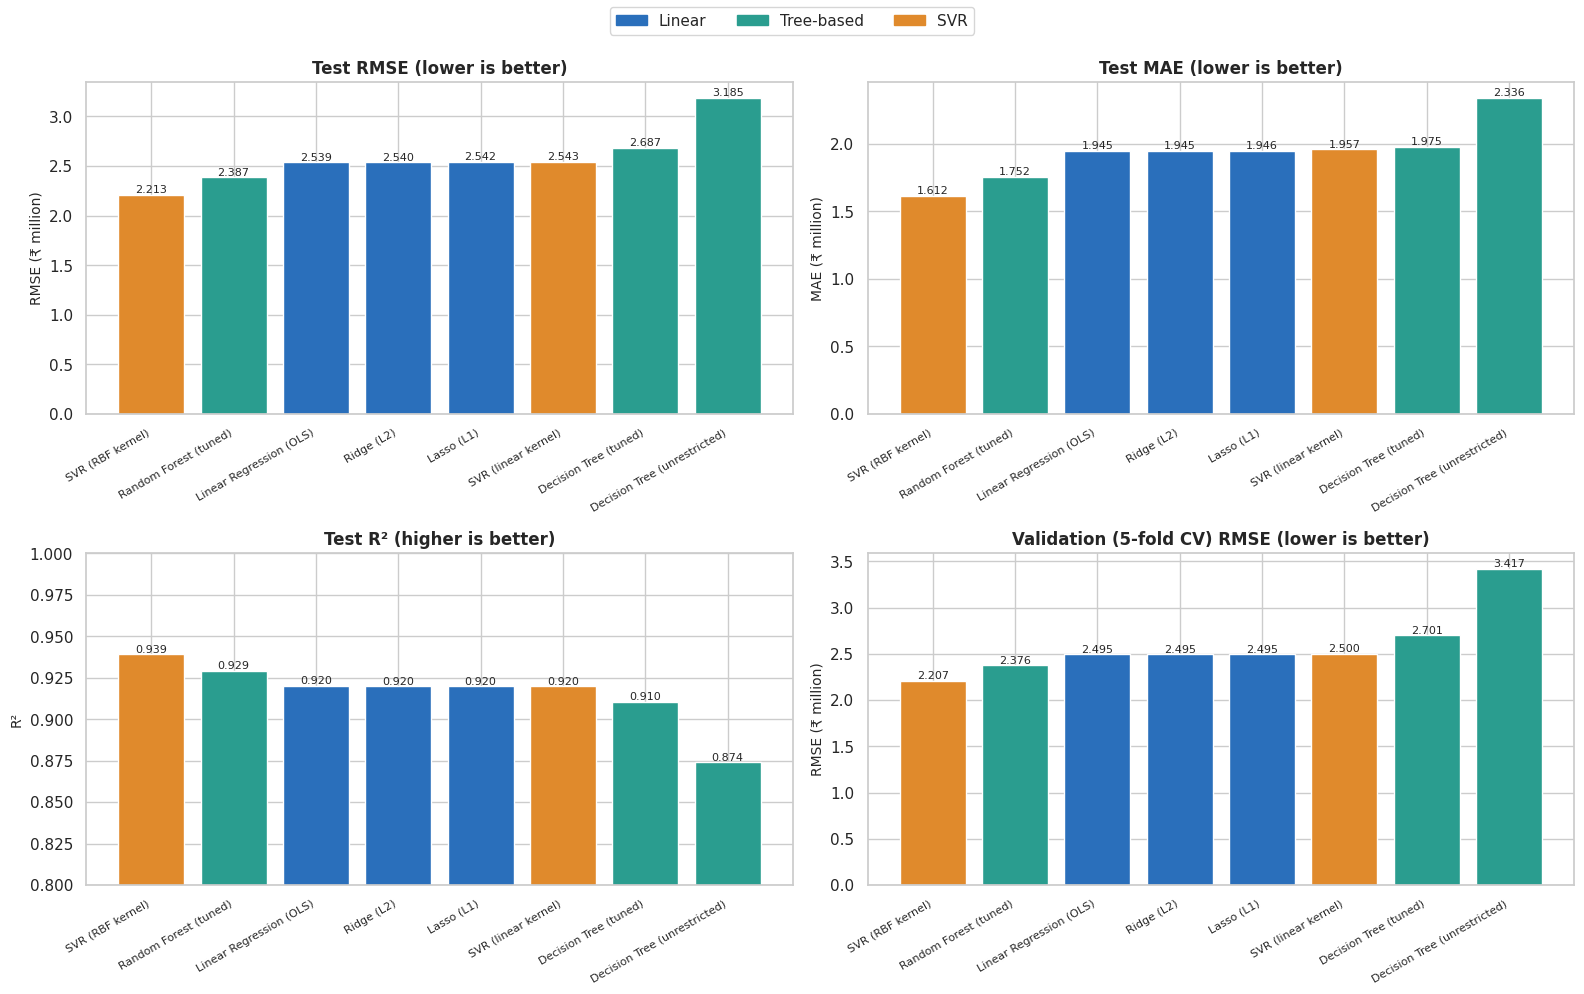 Linear Tree-based SVR
Test RMSE (lower is better)
RMSE (₹ million)
3.0
2.5
2.0
1.5
1.0
0.5
0.0
2.213
2.387
2.539
2.540
2.542
2.543
2.687
3.185
SVR (RBF kernel)
Random Forest (tuned)
Linear Regression (OLS)
Ridge (L2)
Lasso (L1)
SVR (linear kernel)
Decision Tree (tuned)
Decision Tree (unrestricted)
Test MAE (lower is better)
MAE (₹ million)
2.0
1.5
1.0
0.5
0.0
1.612
1.752
1.945
1.945
1.946
1.957
1.975
2.336
SVR (RBF kernel)
Random Forest (tuned)
Linear Regression (OLS)
Ridge (L2)
Lasso (L1)
SVR (linear kernel)
Decision Tree (tuned)
Decision Tree (unrestricted)
Test R² (higher is better)
R²
1.000
0.975
0.950
0.925
0.900
0.875
0.850
0.825
0.800
0.939
0.929
0.920
0.920
0.920
0.920
0.910
0.874
SVR (RBF kernel)
Random Forest (tuned)
Linear Regression (OLS)
Ridge (L2)
Lasso (L1)
SVR (linear kernel)
Decision Tree (tuned)
Decision Tree (unrestricted)
Validation (5-fold CV) RMSE (lower is better)
RMSE (₹ million)
3.5
3.0
2.5
2.0
1.5
1.0
0.5
0.0
2.207
2.376
2.495
2.495
2.495
2.500
2.701
3.417
SVR (RBF kernel)
Random Forest (tuned)
Linear Regression (OLS)
Ridge (L2)
Lasso (L1)
SVR (linear kernel)
Decision Tree (tuned)
Decision Tree (unrestricted)